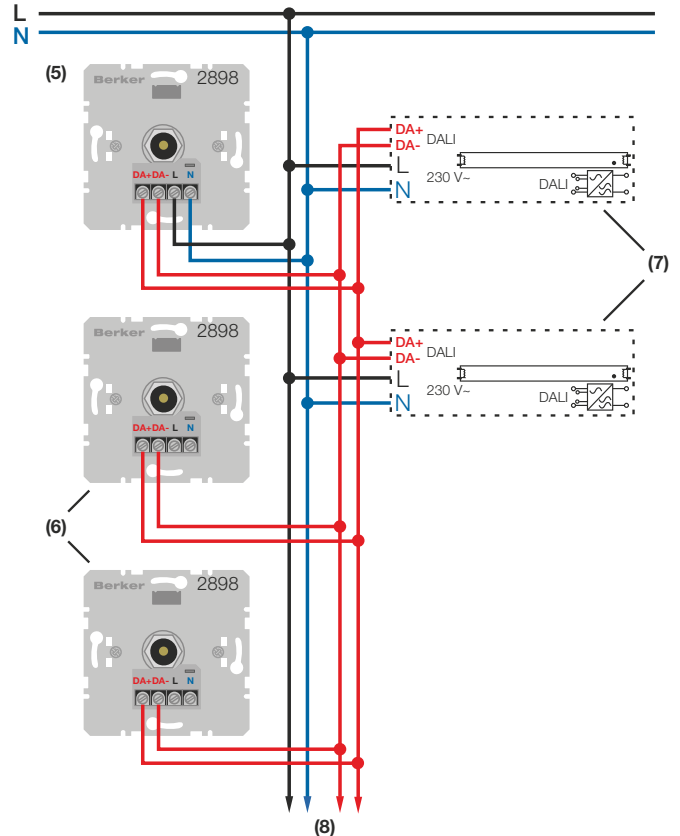 L
N
(5)
Berker 2898
DA+ DA- L N
DA+
DA- DALI
L
230 V~
N
DALI
(7)
Berker 2898
DA+ DA- L N
DA+
DA- DALI
L
230 V~
N
DALI
(6)
Berker 2898
DA+ DA- L N
(8)